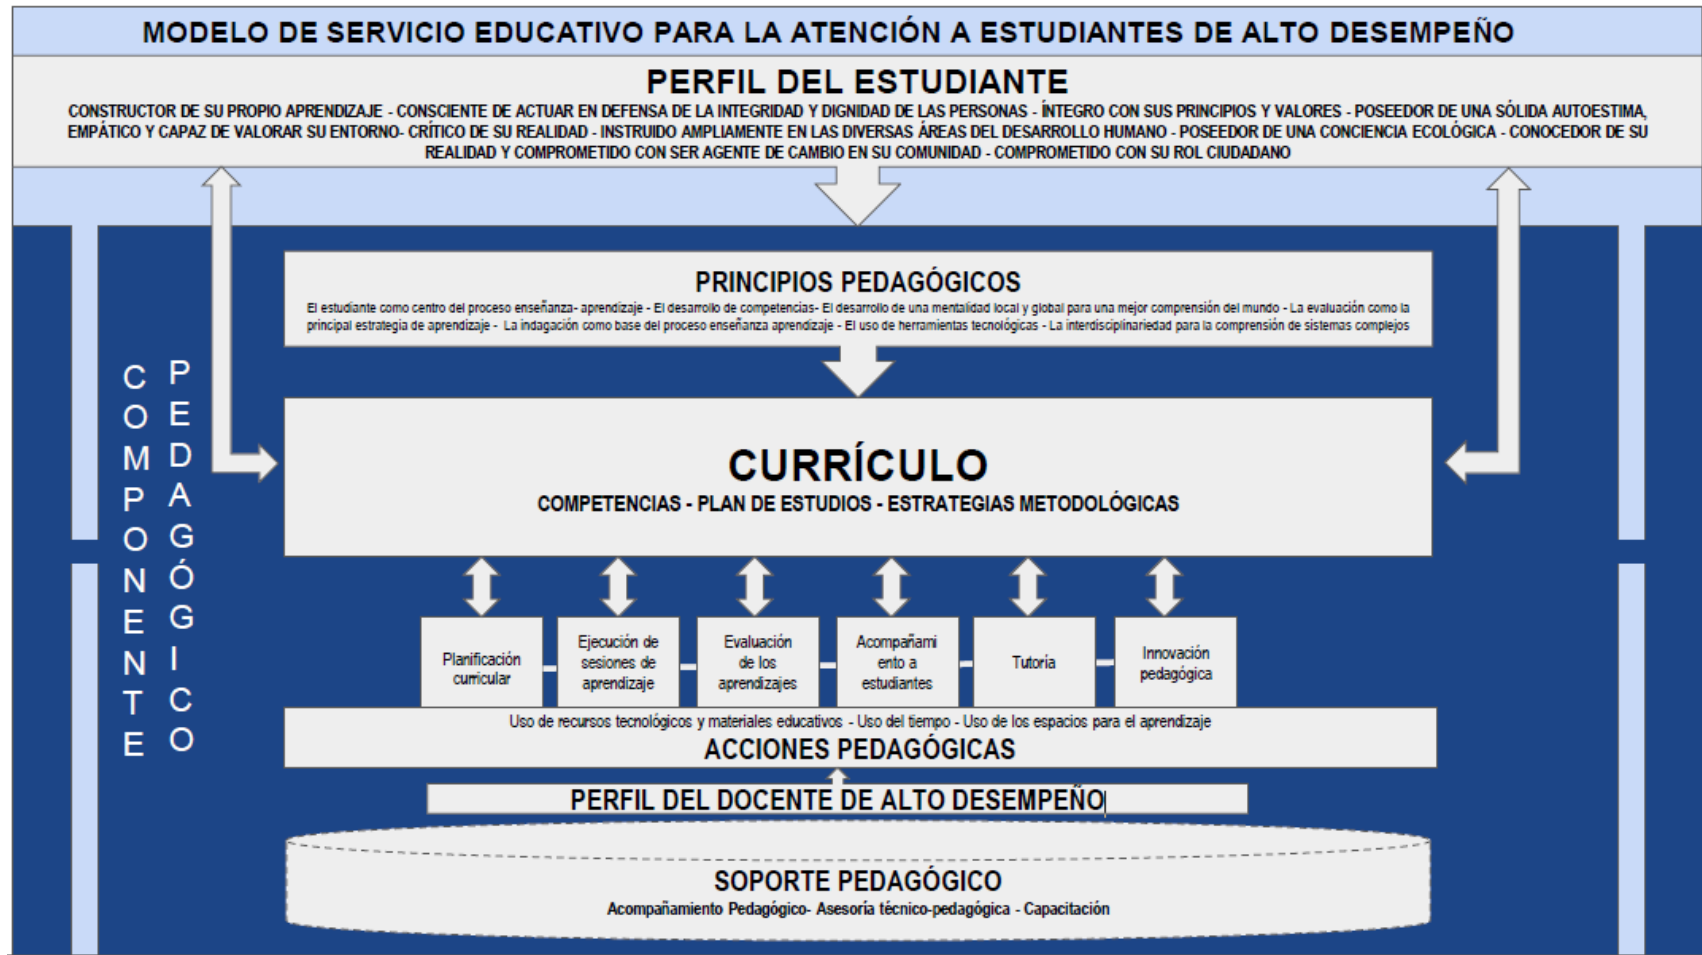 MODELO DE SERVICIO EDUCATIVO PARA LA ATENCIÓN A ESTUDIANTES DE ALTO DESEMPEÑO
PERFIL DEL ESTUDIANTE
CONSTRUCTOR DE SU PROPIO APRENDIZAJE - CONSCIENTE DE ACTUAR EN DEFENSA DE LA INTEGRIDAD Y DIGNIDAD DE LAS PERSONAS - ÍNTEGRO CON SUS PRINCIPIOS Y VALORES - POSEEDOR DE UNA SÓLIDA AUTOESTIMA,
EMPÁTICO Y CAPAZ DE VALORAR SU ENTORNO- CRÍTICO DE SU REALIDAD - INSTRUIDO AMPLIAMENTE EN LAS DIVERSAS ÁREAS DEL DESARROLLO HUMANO - POSEEDOR DE UNA CONCIENCIA ECOLÓGICA - CONOCEDOR DE SU
REALIDAD Y COMPROMETIDO CON SER AGENTE DE CAMBIO EN SU COMUNIDAD - COMPROMETIDO CON SU ROL CIUDADANO
COMPONENTE
PEDAGÓGICO
PRINCIPIOS PEDAGÓGICOS
El estudiante como centro del proceso enseñanza- aprendizaje - El desarrollo de competencias- El desarrollo de una mentalidad local y global para una mejor comprensión del mundo - La evaluación como la
principal estrategia de aprendizaje - La indagación como base del proceso enseñanza aprendizaje - El uso de herramientas tecnológicas - La interdisciplinariedad para la comprensión de sistemas complejos
CURRÍCULO
COMPETENCIAS - PLAN DE ESTUDIOS - ESTRATEGIAS METODOLÓGICAS
Planificación
curricular
Ejecución de
sesiones de
aprendizaje
Evaluación
de los
aprendizajes
Acompañami
ento a
estudiantes
Tutoría
Innovación
pedagógica
Uso de recursos tecnológicos y materiales educativos - Uso del tiempo - Uso de los espacios para el aprendizaje
ACCIONES PEDAGÓGICAS
PERFIL DEL DOCENTE DE ALTO DESEMPEÑO
SOPORTE PEDAGÓGICO
Acompañamiento Pedagógico- Asesoría técnico-pedagógica - Capacitación